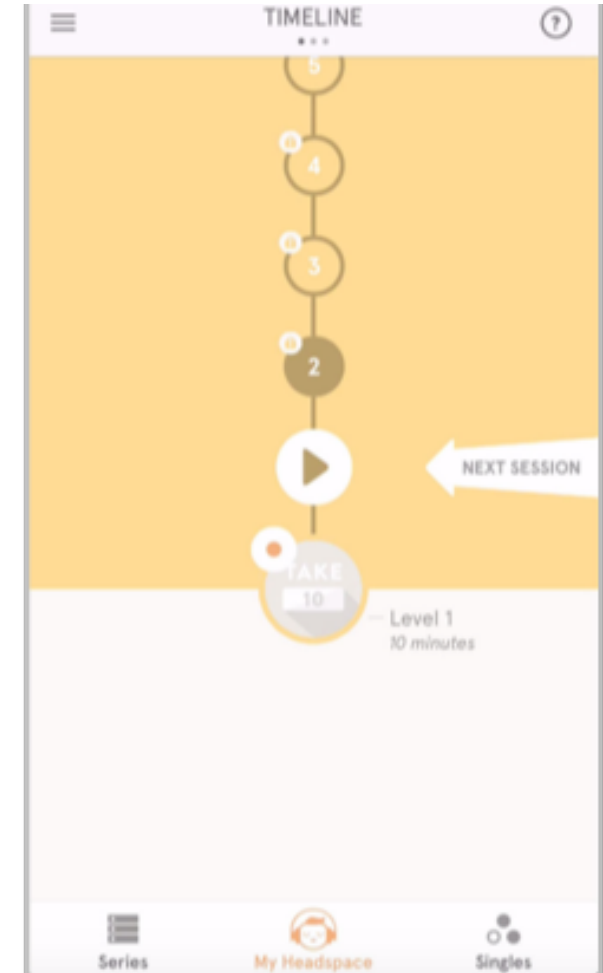 TIMELINE
?
5
4
3
2
NEXT SESSION
TAKE
10
Level 1
10 minutes
Series
My Headspace
Singles